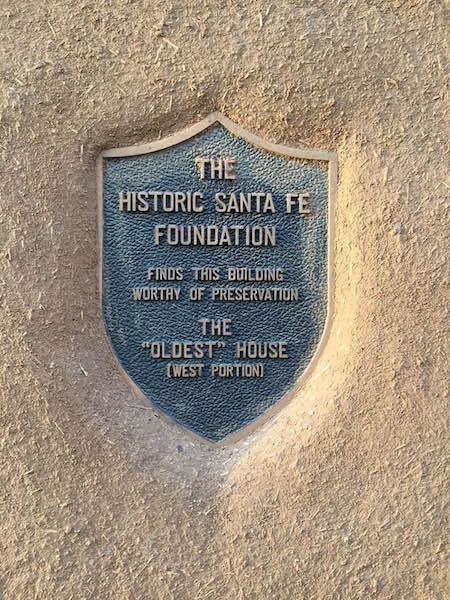 THE
HISTORIC SANTA FE
FOUNDATION
FINDS THIS BUILDING
WORTHY OF PRESERVATION
THE
"OLDEST" HOUSE
(WEST PORTION)